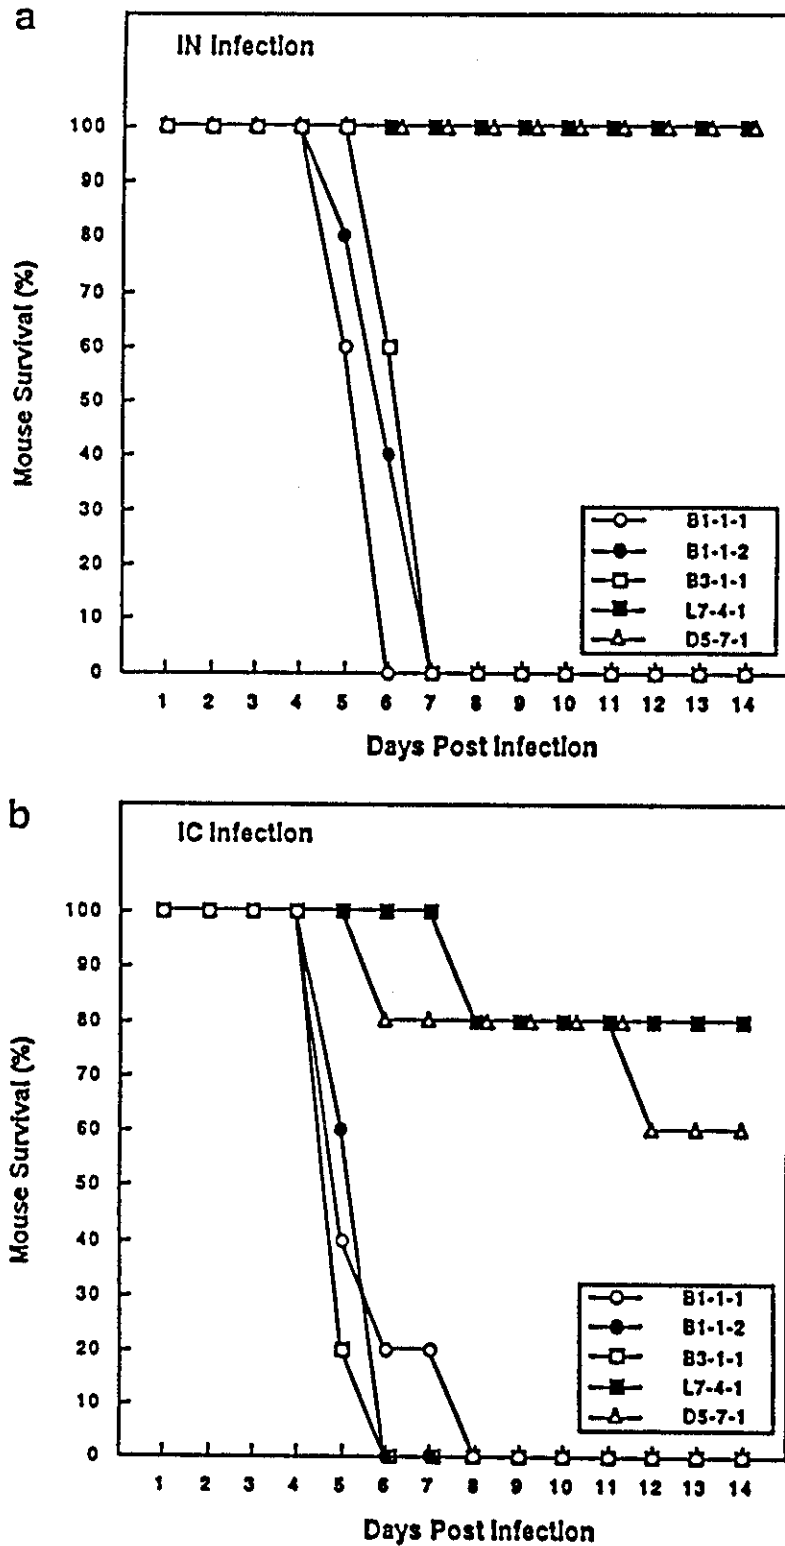 a
IN Infection
100
90
80
70
60
50
40
30
20
10
0
Mouse Survival (%)
1 2 3 4 5 6 7 8 9 10 11 12 13 14
Days Post Infection
B1-1-1
B1-1-2
B3-1-1
L7-4-1
D5-7-1
b
IC Infection
100
90
80
70
60
50
40
30
20
10
0
Mouse Survival (%)
1 2 3 4 5 6 7 8 9 10 11 12 13 14
Days Post Infection
B1-1-1
B1-1-2
B3-1-1
L7-4-1
D5-7-1